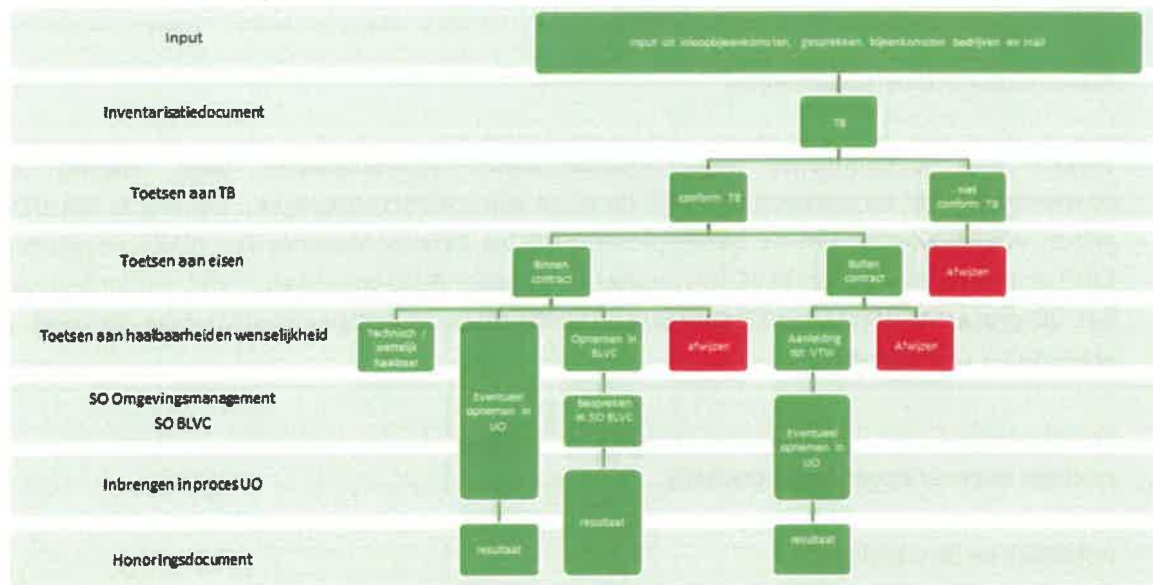 Input
Input uit inloopbijeenkomsten, gesprekken, bijeenkomsten bedrijven en mail
Inventarisatiedocument
TB
Toetsen aan TB
conform TB
niet
conform TB
Toetsen aan eisen
Binnen
contract
Buiten
contract
Afwijzen
Toetsen aan haalbaarheid en wenselijkheid
Technisch /
wettelijk
haalbaar
Opnemen in
BLVC
afwijzen
Aanleiding
tot VTW
Afwijzen
SO Omgevingsmanagement
SO BLVC
Eventueel
opnemen in
UO
bespreken
in SO BLVC
Eventueel
opnemen in
UO
Inbrengen in proces UO
resultaat
Honoringsdocument
resultaat
resultaat